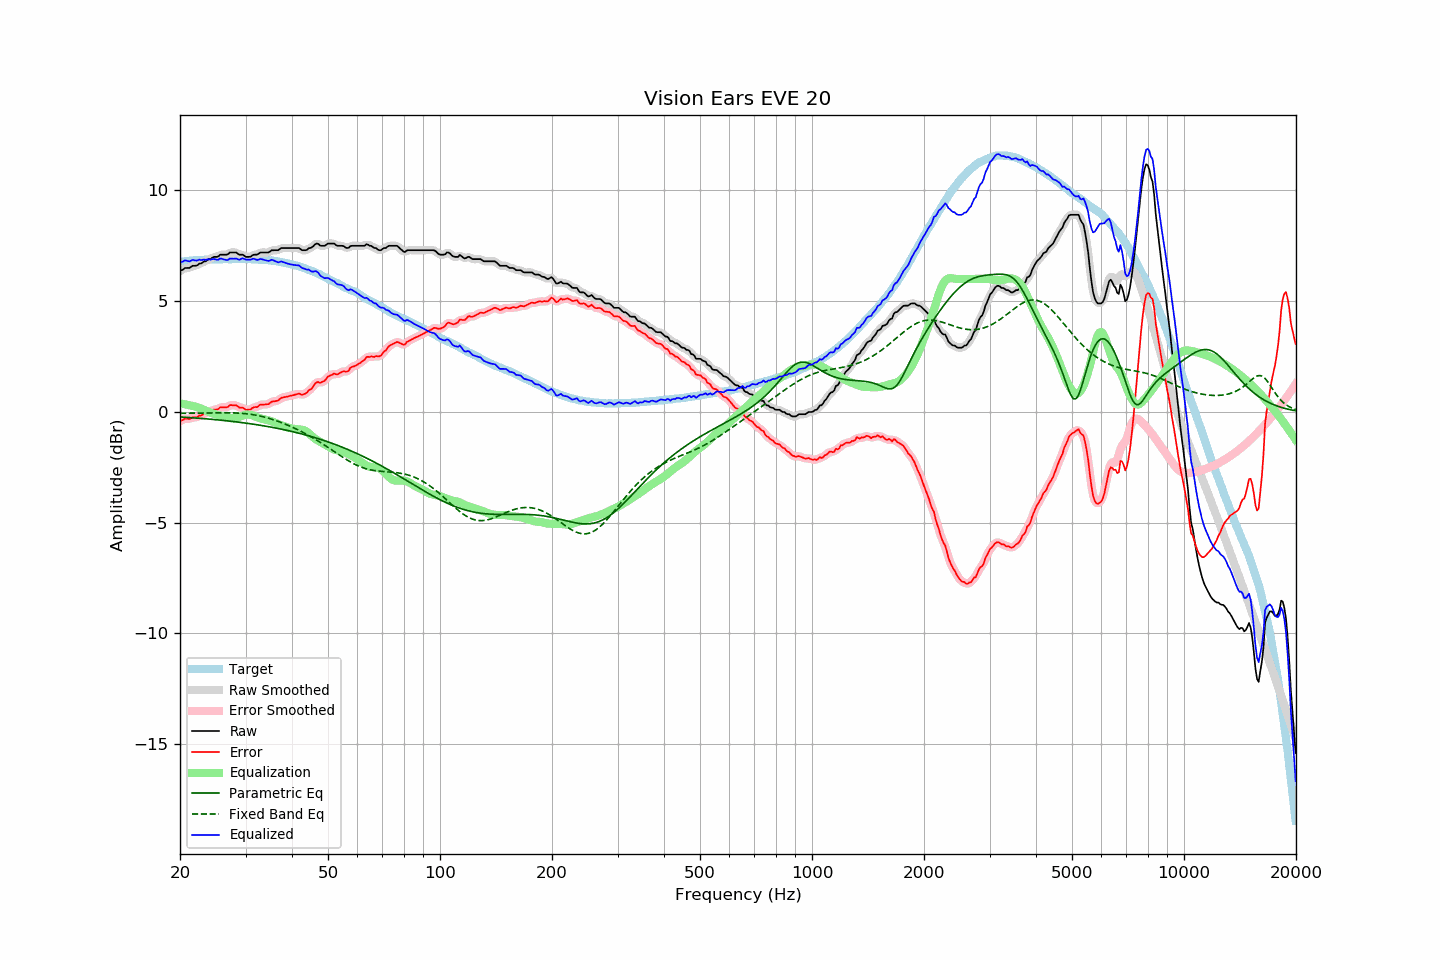 Vision Ears EVE 20
Amplitude (dBr)
10
5
0
−5
−10
−15
Target
Raw Smoothed
Error Smoothed
Raw
Error
Equalization
Parametric Eq
Fixed Band Eq
Equalized
20 50 100 200 500 1000 2000 5000 10000 20000
Frequency (Hz)